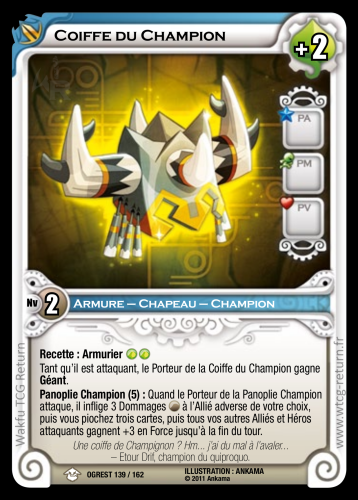 COIFFE DU CHAMPION
+2
PA
PM
PV
Nv 2
ARMURE – CHAPEAU – CHAMPION
Recette : Armurier
Tant qu'il est attaquant, le Porteur de la Coiffe du Champion gagne
Géant.
Panoplie Champion (5) : Quand le Porteur de la Panoplie Champion
attaque, il inflige 3 Dommages à l'Allié adverse de votre choix,
puis vous piochez trois cartes, puis tous vos autres Alliés et Héros
attaquants gagnent +3 en Force jusqu'à la fin du tour.
Une coiffe de Champignon ? Hm... j'ai du mal à l'avaler...
– Etour Drif, champion du quiproquo.
OGREST 139 / 162
ILLUSTRATION : ANKAMA
© 2011 Ankama
Wakfu TCG Return
www.wtcg-return.fr